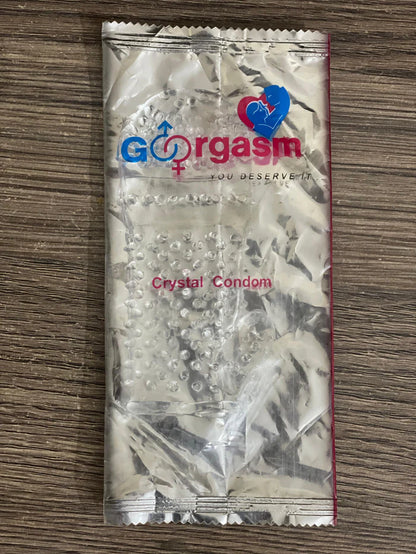 GOOrgasm
YOU DESERVE IT
Crystal Condom